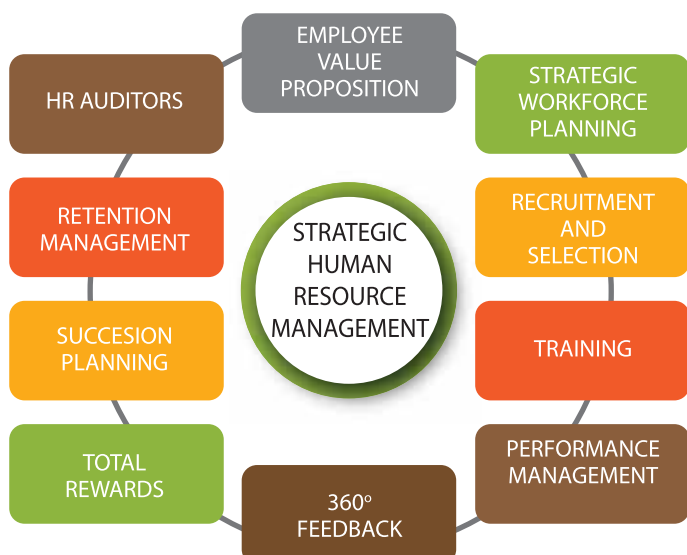 EMPLOYEE
VALUE
PROPOSITION
STRATEGIC
WORKFORCE
PLANNING
RECRUITMENT
AND
SELECTION
TRAINING
PERFORMANCE
MANAGEMENT
360º
FEEDBACK
TOTAL
REWARDS
SUCCESION
PLANNING
RETENTION
MANAGEMENT
HR AUDITORS
STRATEGIC
HUMAN
RESOURCE
MANAGEMENT